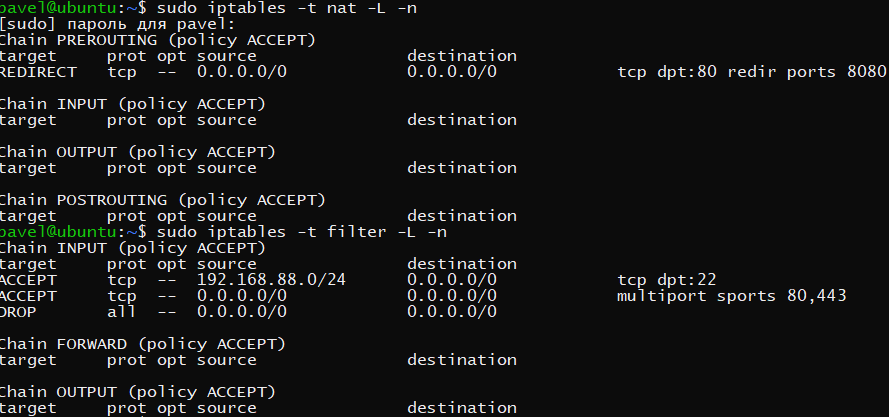 pavel@ubuntu:~$ sudo iptables -t nat -L -n
[sudo] пароль для pavel:
Chain PREROUTING (policy ACCEPT)
target prot opt source destination
REDIRECT tcp -- 0.0.0.0/0 0.0.0.0/0 tcp dpt:80 redir ports 8080
Chain INPUT (policy ACCEPT)
target prot opt source destination
Chain OUTPUT (policy ACCEPT)
target prot opt source destination
Chain POSTROUTING (policy ACCEPT)
target prot opt source destination
pavel@ubuntu:~$ sudo iptables -t filter -L -n
Chain INPUT (policy ACCEPT)
target prot opt source destination
ACCEPT tcp -- 192.168.88.0/24 0.0.0.0/0 tcp dpt:22
ACCEPT tcp -- 0.0.0.0/0 0.0.0.0/0 multiport sports 80,443
DROP all -- 0.0.0.0/0 0.0.0.0/0
Chain FORWARD (policy ACCEPT)
target prot opt source destination
Chain OUTPUT (policy ACCEPT)
target prot opt source destination